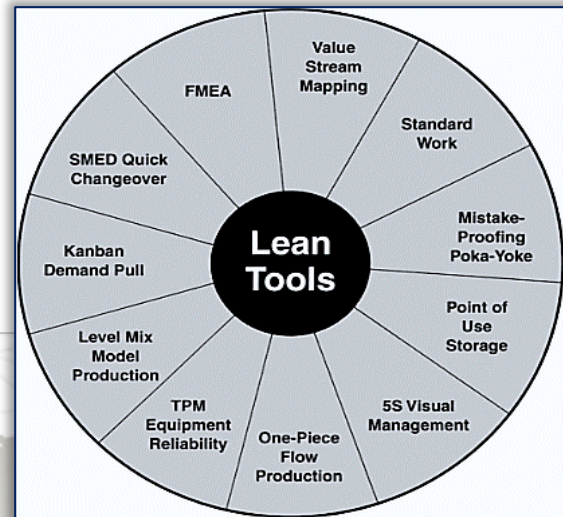 Lean
Tools
Value
Stream
Mapping
Standard
Work
Mistake-
Proofing
Poka-Yoke
Point of
Use
Storage
5S Visual
Management
One-Piece
Flow
Production
TPM
Equipment
Reliability
Level Mix
Model
Production
Kanban
Demand Pull
SMED Quick
Changeover
FMEA